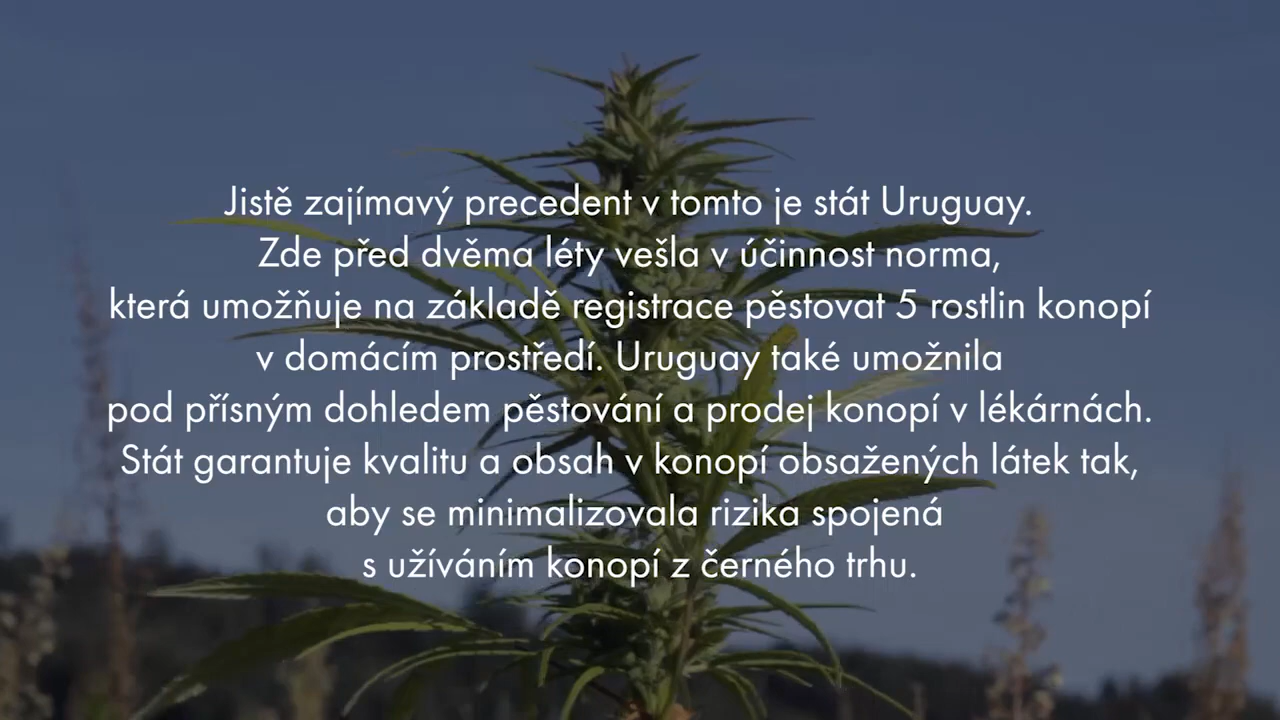 Jistě zajímavý precedent v tomto je stát Uruguay.
Zde před dvěma léty vešla v účinnost norma,
která umožňuje na základě registrace pěstovat 5 rostlin konopí
v domácím prostředí. Uruguay také umožnila
pod přísným dohledem pěstování a prodej konopí v lékárnách.
Stát garantuje kvalitu a obsah v konopí obsažených látek tak,
aby se minimalizovala rizika spojená
s užíváním konopí z černého trhu.